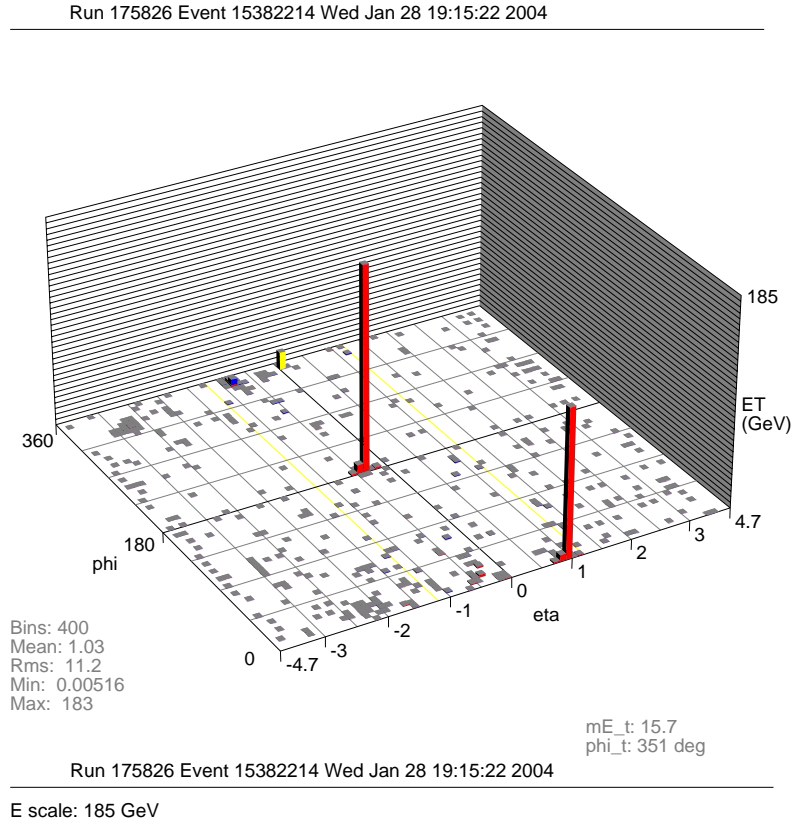 Run 175826 Event 15382214 Wed Jan 28 19:15:22 2004
185
ET
(GeV)
360
180
phi
0
-4.7
-3
-2
-1
0
1
2
3
4.7
eta
Bins: 400
Mean: 1.03
Rms: 11.2
Min: 0.00516
Max: 183
mE_t: 15.7
phi_t: 351 deg
Run 175826 Event 15382214 Wed Jan 28 19:15:22 2004
E scale: 185 GeV